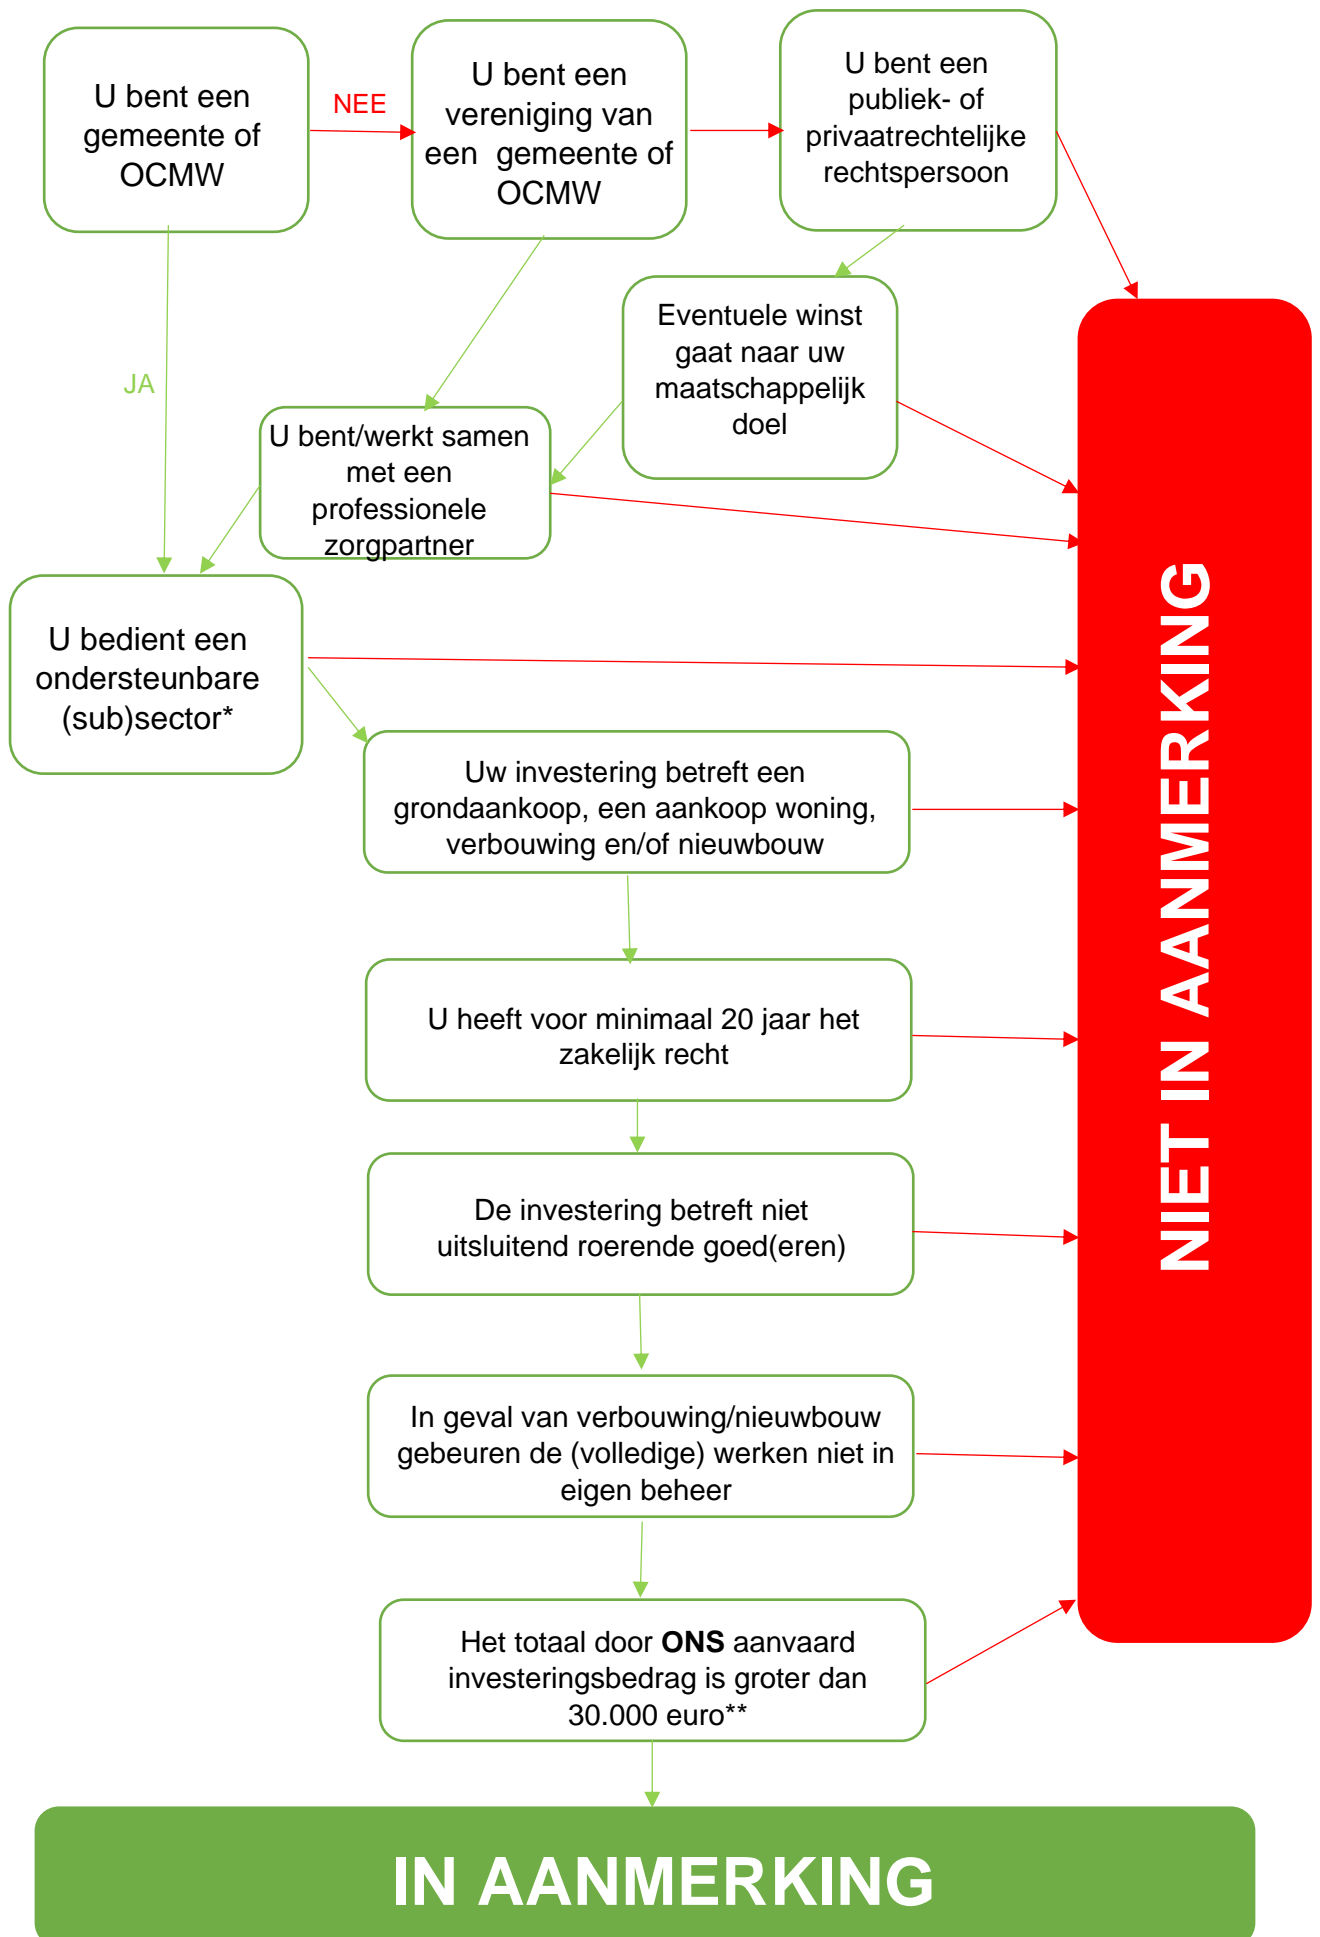 U bent een
gemeente of
OCMW
NEE
U bent een
vereniging van
een gemeente of
OCMW
U bent een
publiek- of
privaatrechtelijke
rechtspersoon
Eventuele winst
gaat naar uw
maatschappelijk
doel
JA
U bent/werkt samen
met een
professionele
zorgpartner
U bedient een
ondersteunbare
(sub)sector*
Uw investering betreft een
grondaankoop, een aankoop woning,
verbouwing en/of nieuwbouw
U heeft voor minimaal 20 jaar het
zakelijk recht
De investering betreft niet
uitsluitend roerende goed(eren)
In geval van verbouwing/nieuwbouw
gebeuren de (volledige) werken niet in
eigen beheer
Het totaal door ONS aanvaard
investeringsbedrag is groter dan
30.000 euro**
NIET IN AANMERKING
IN AANMERKING